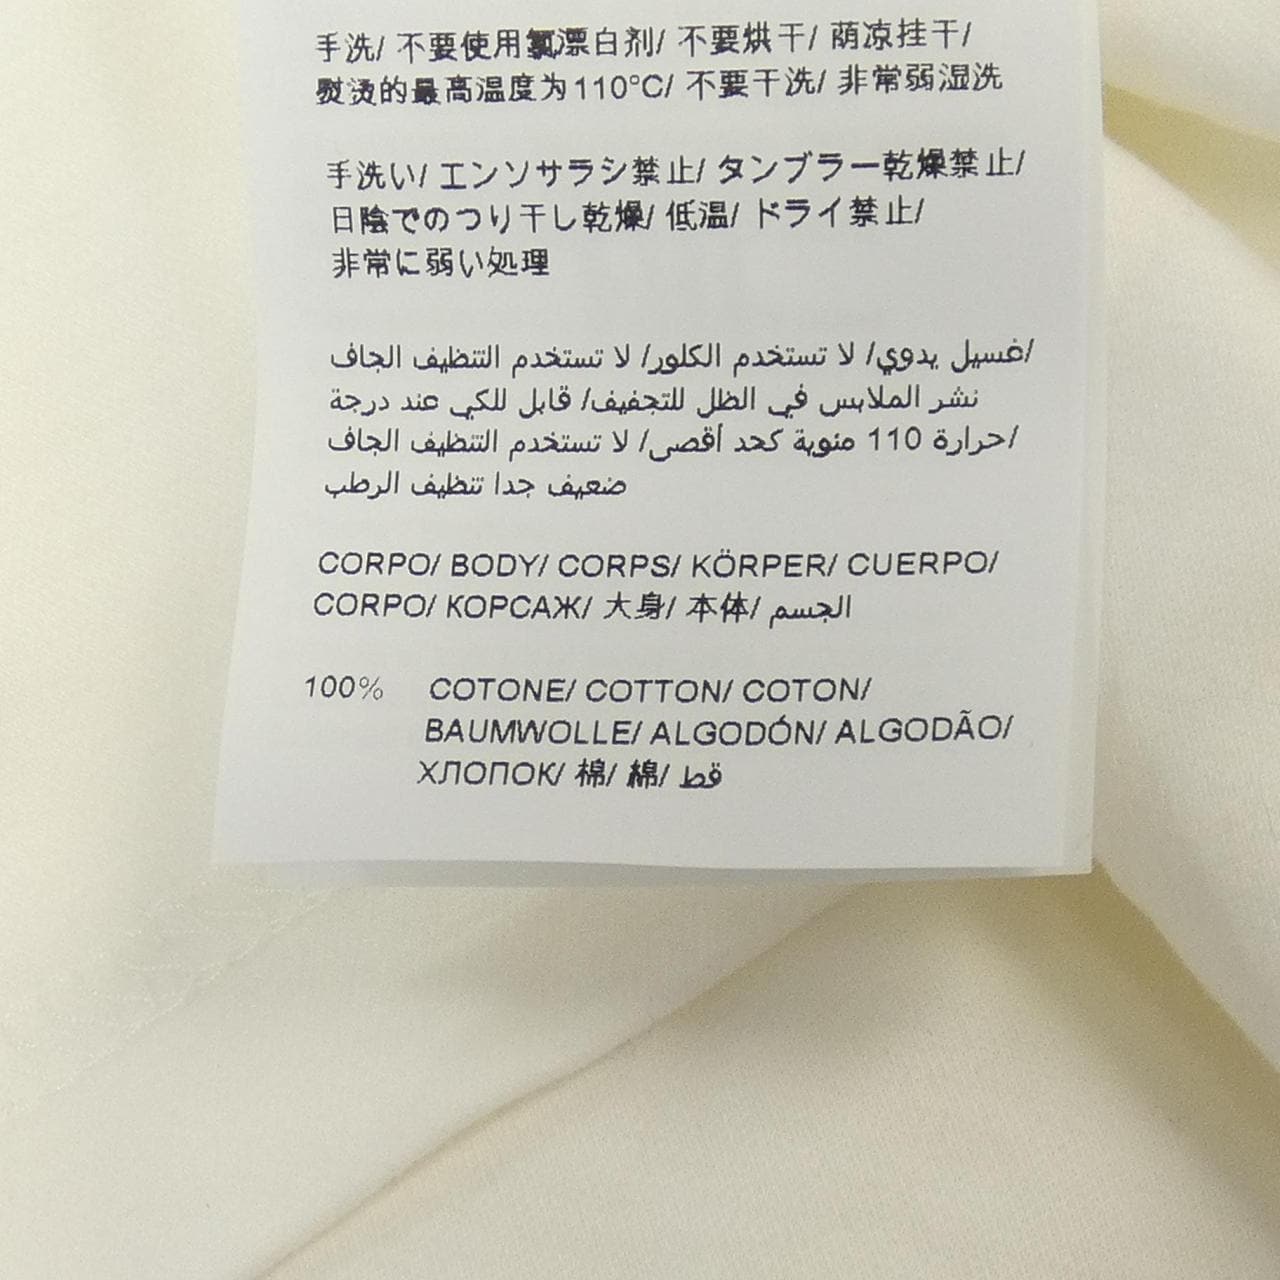 手洗/ 不要使用氯漂白剂/ 不要烘干/ 荫凉挂干/
熨烫的最高温度为110°C/ 不要干洗/ 非常弱湿洗
手洗い/ エンソサラシ禁止/ タンブラー乾燥禁止/
日陰でのつり干し乾燥/ 低温/ ドライ禁止/
非常に弱い処理
/غسيل يدوي/ لا تستخدم الكلور/ لا تستخدم التنظيف الجاف
نشر الملابس في الظل للتجفيف/ قابل للكي عند درجة
/حرارة 110 مئوية كحد أقصى/ لا تستخدم التنظيف الجاف
ضعيف جدا تنظيف الرطب
CORPO/ BODY/ CORPS/ KÖRPER/ CUERPO/
CORPO/ КОРСАЖ/ 大身/ 本体/ الجسم
100% COTONE/ COTTON/ COTON/
BAUMWOLLE/ ALGODÓN/ ALGODÃO/
ХЛОПОК/ 棉/ 綿/ قط